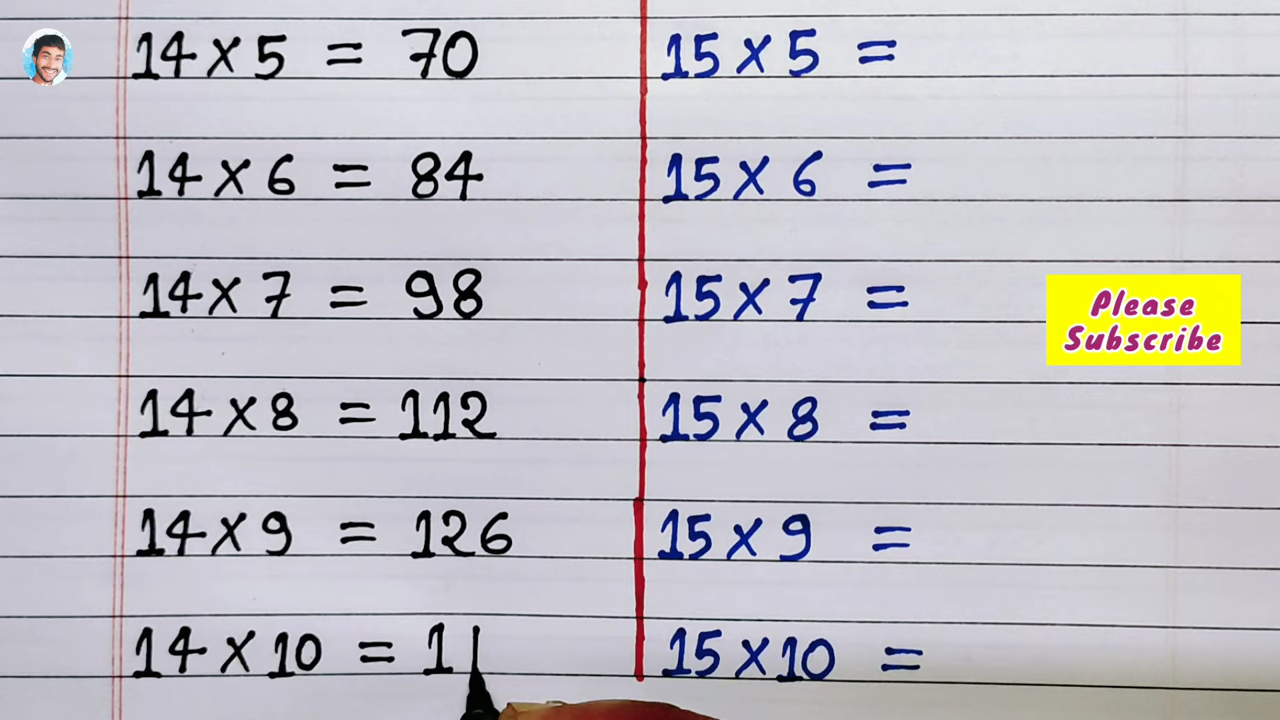 14 × 5 = 70 15 × 5 =
14 × 6 = 84 15 × 6 =
14 × 7 = 98 15 × 7 =
Please
Subscribe
14 × 8 = 112 15 × 8 =
14 × 9 = 126 15 × 9 =
14 × 10 = 1 15 × 10 =